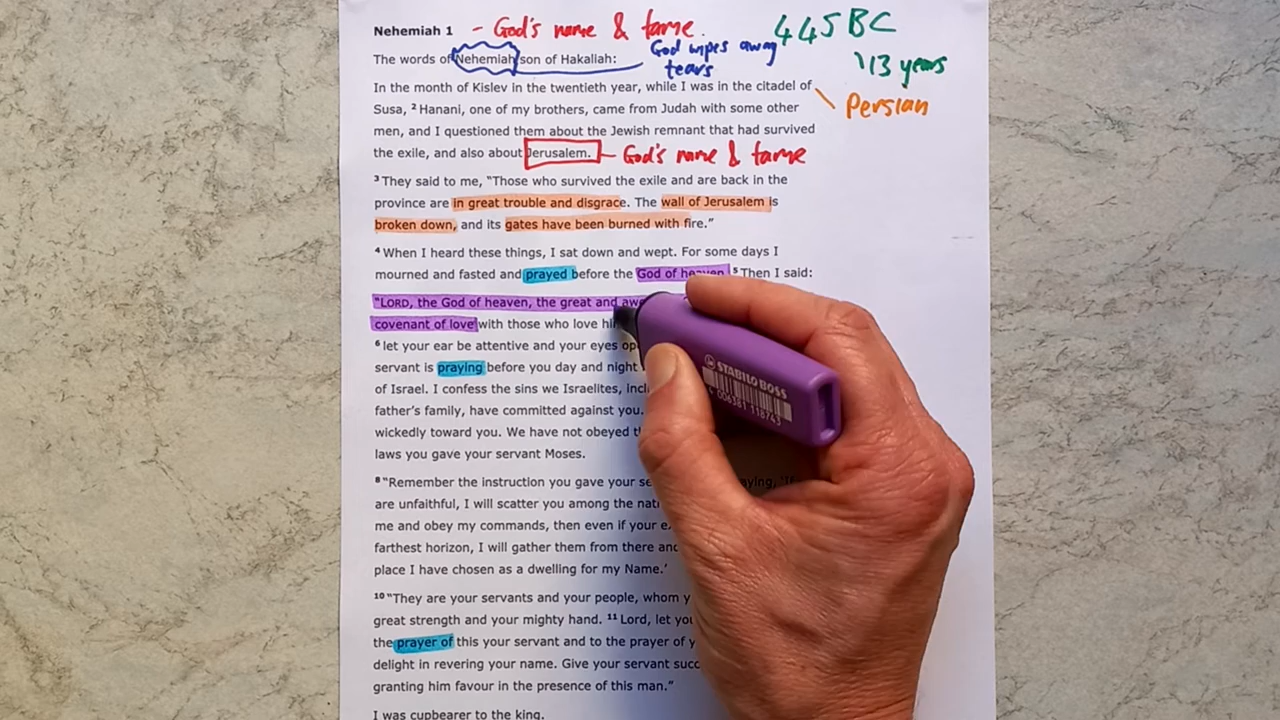 Nehemiah 1 - God's name & fame. 445 BC
The words of Nehemiah son of Hakaliah: God wipes away tears
13 years
In the month of Kislev in the twentieth year, while I was in the citadel of
Persian
Susa, 2 Hanani, one of my brothers, came from Judah with some other
men, and I questioned them about the Jewish remnant that had survived
the exile, and also about Jerusalem. - God's name & fame
3 They said to me, "Those who survived the exile and are back in the
province are in great trouble and disgrace. The wall of Jerusalem is
broken down, and its gates have been burned with fire."
4 When I heard these things, I sat down and wept. For some days I
mourned and fasted and prayed before the God of heaven. 5 Then I said:
"LORD, the God of heaven, the great and
covenant of love with those who love
6 let your ear be attentive and your eyes
servant is praying before you day and night
of Israel. I confess the sins we Israelites,
father's family, have committed against you.
wickedly toward you. We have not obeyed
laws you gave your servant Moses.
8 "Remember the instruction you gave your
are unfaithful, I will scatter you among the
me and obey my commands, then even if your
farthest horizon, I will gather them from there and
place I have chosen as a dwelling for my Name.'
10 "They are your servants and your people, whom
great strength and your mighty hand. 11 Lord, let
the prayer of this your servant and to the prayer of
delight in revering your name. Give your servant
granting him favour in the presence of this man."
I was cupbearer to the king.
STABILO BOSS
4 006381 118743